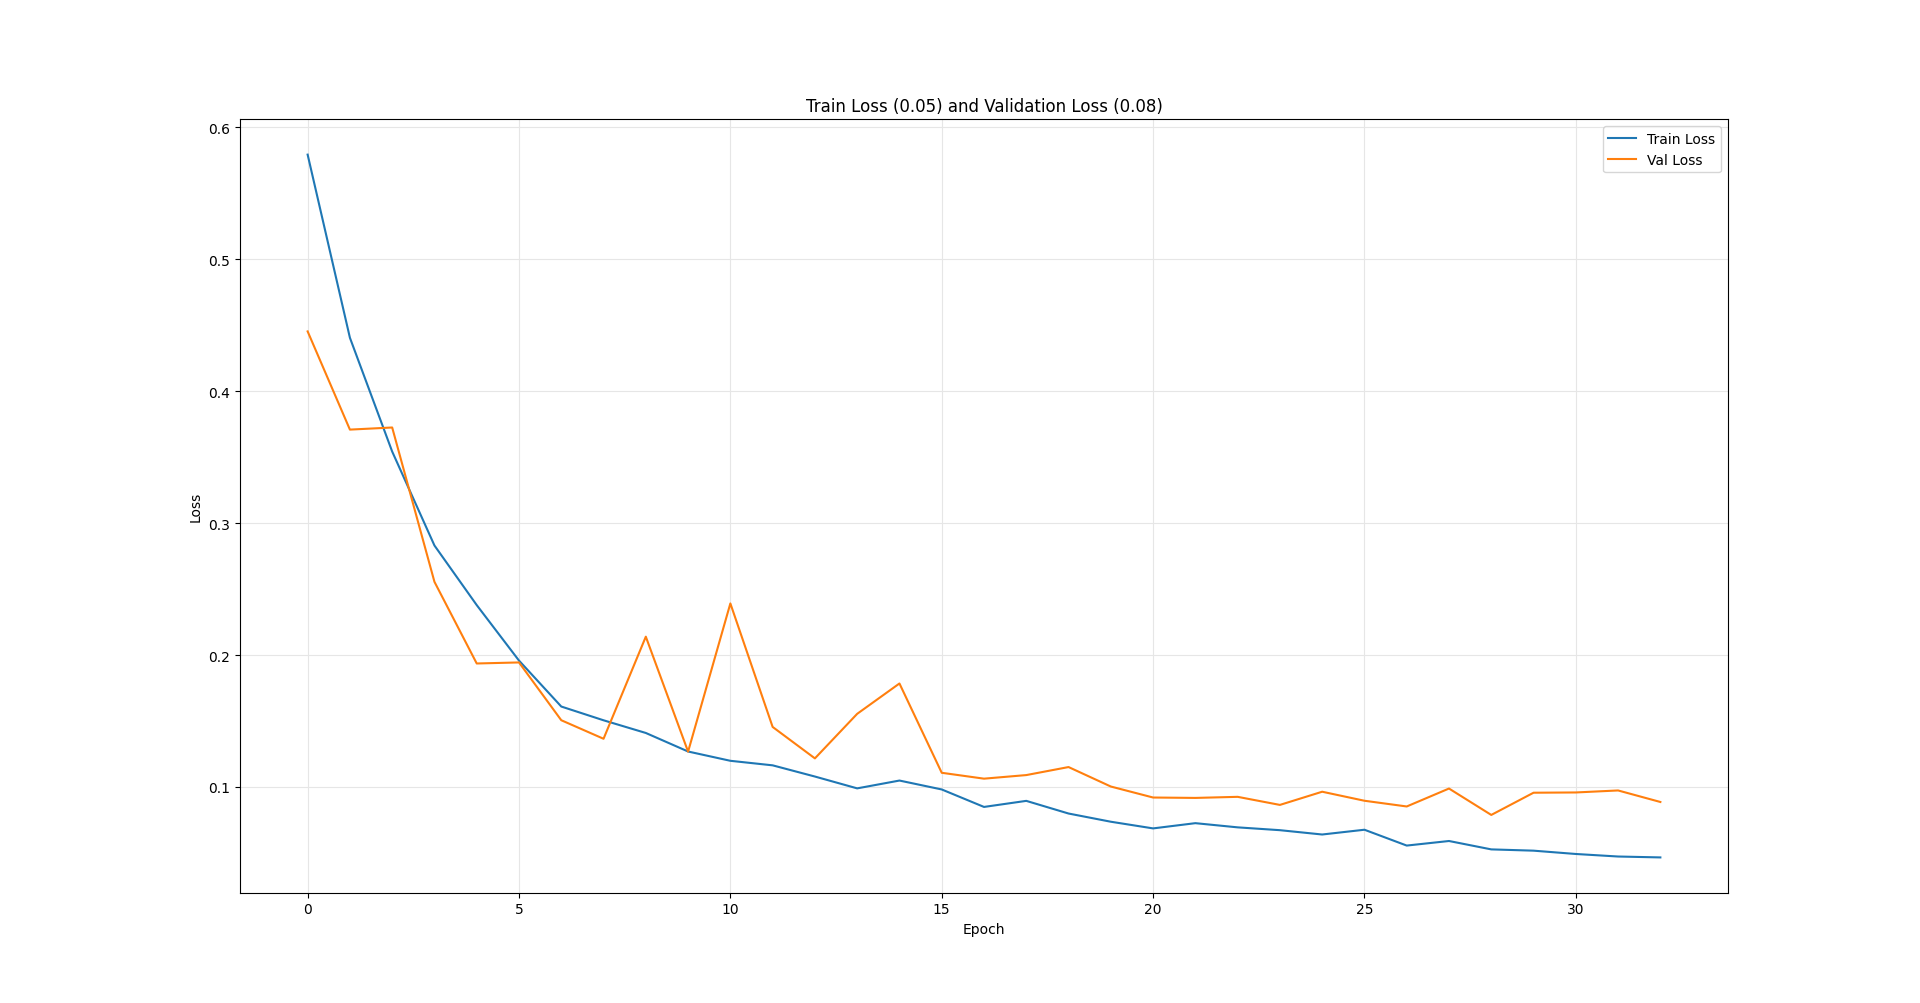 Train Loss (0.05) and Validation Loss (0.08)
Train Loss
Val Loss
0.6
0.5
0.4
0.3
0.2
0.1
Loss
0 5 10 15 20 25 30
Epoch